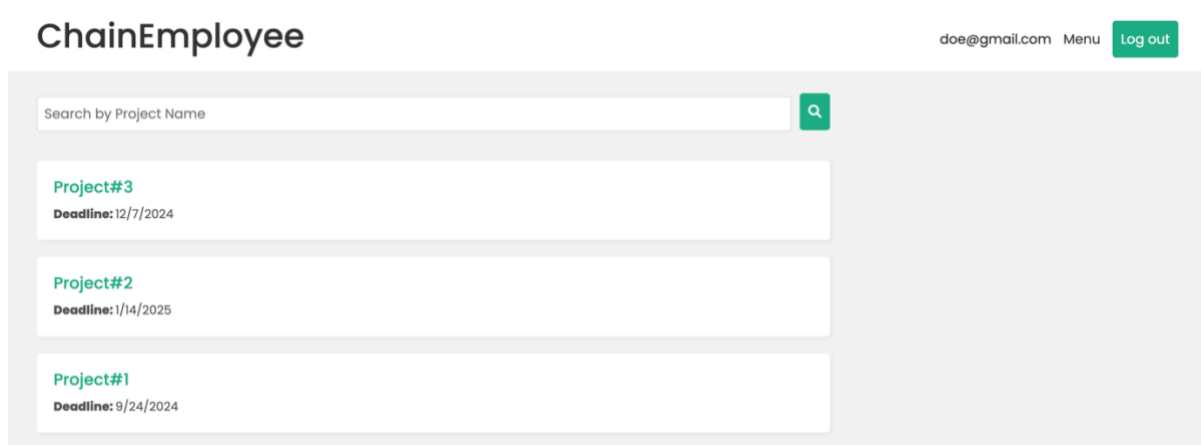 ChainEmployee
doe@gmail.com Menu Log out
Search by Project Name
Project#3
Deadline: 12/7/2024
Project#2
Deadline: 1/14/2025
Project#1
Deadline: 9/24/2024